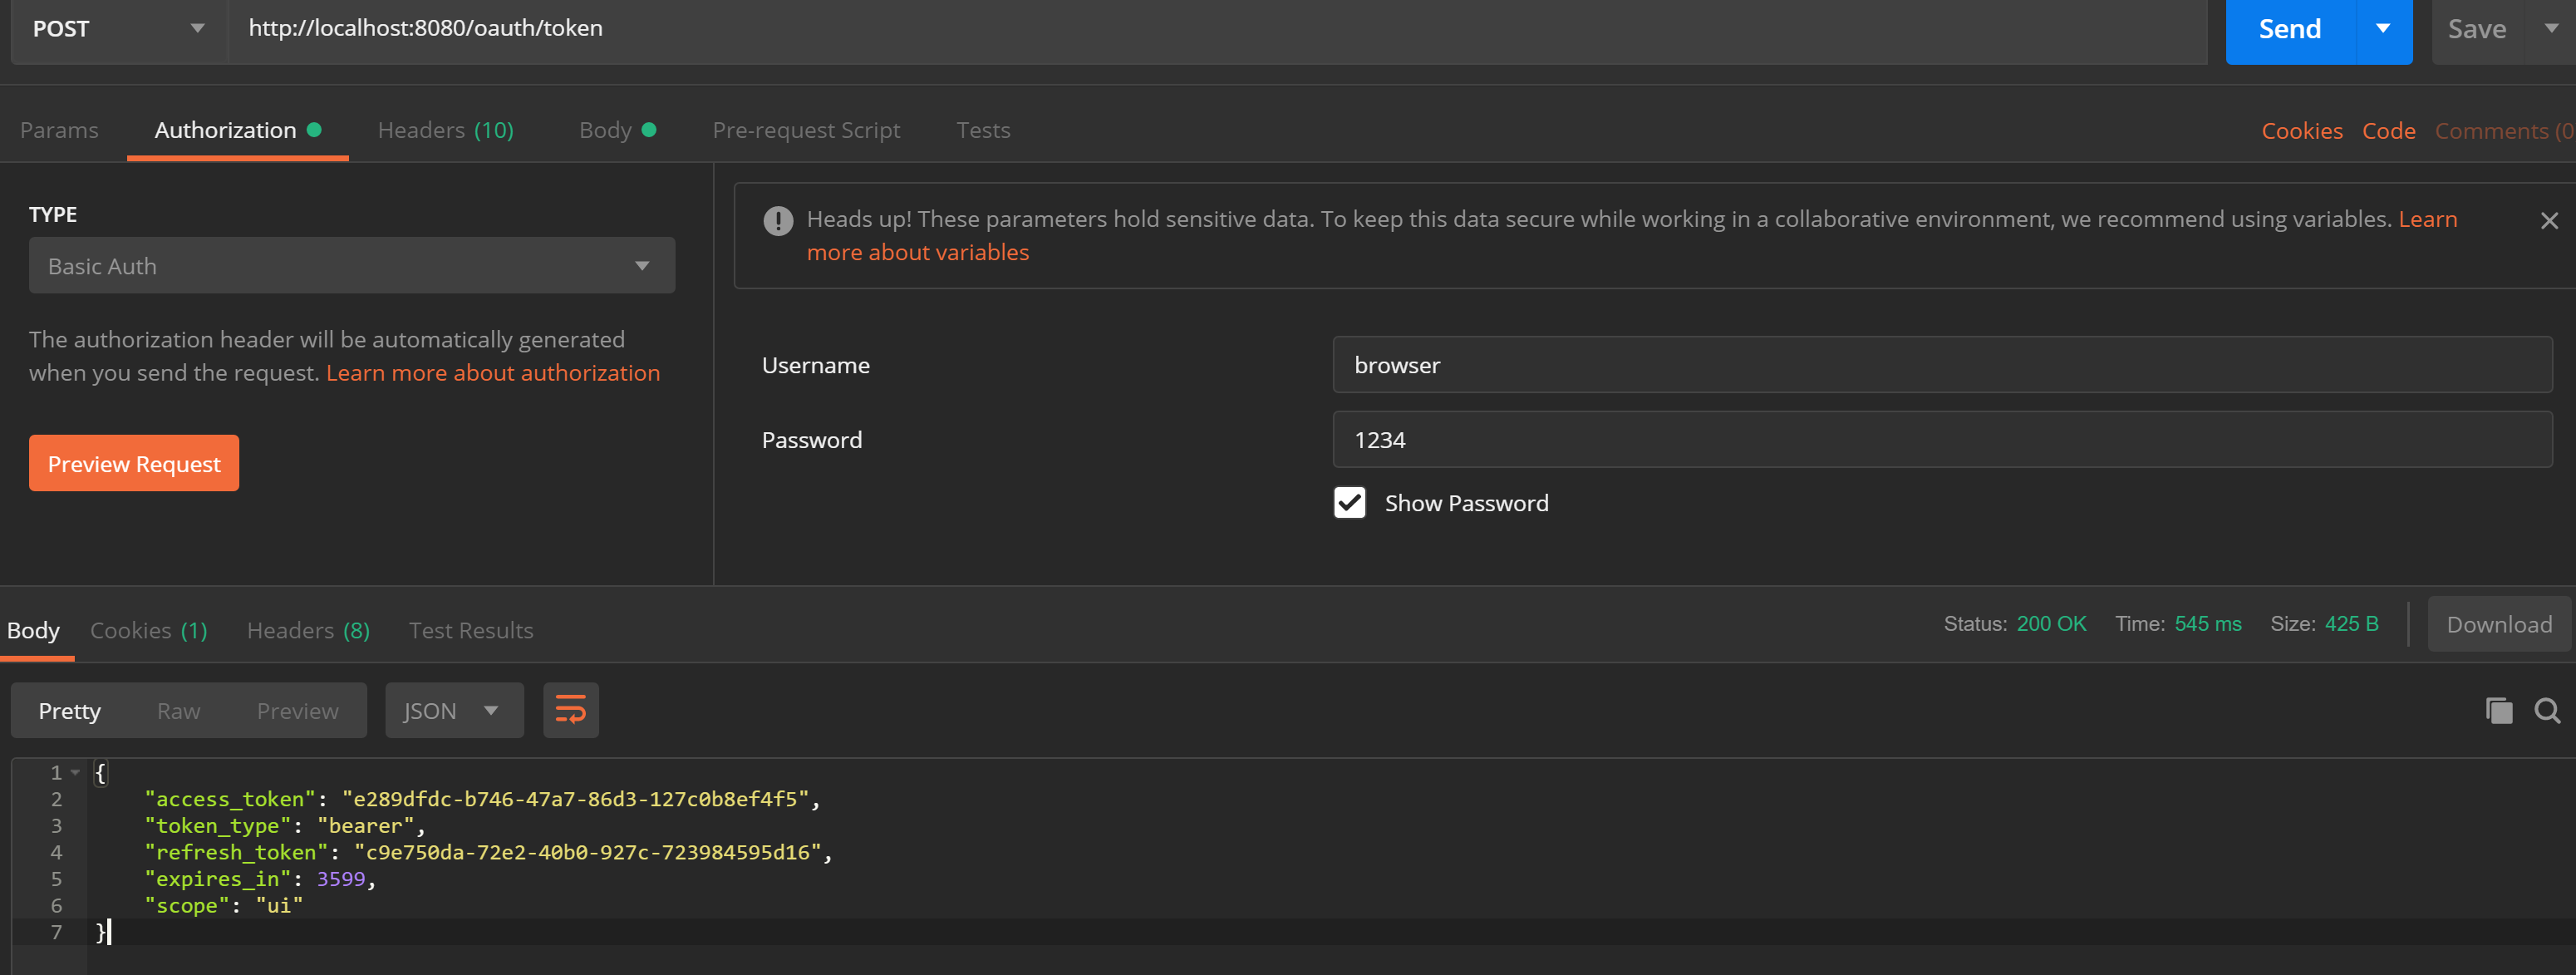 POST http://localhost:8080/oauth/token Send Save
Params Authorization Headers (10) Body Pre-request Script Tests Cookies Code Comments (0
TYPE
Basic Auth
The authorization header will be automatically generated
when you send the request. Learn more about authorization
Preview Request
Heads up! These parameters hold sensitive data. To keep this data secure while working in a collaborative environment, we recommend using variables. Learn
more about variables
Username browser
Password 1234
Show Password
Body Cookies (1) Headers (8) Test Results Status: 200 OK Time: 545 ms Size: 425 B Download
Pretty Raw Preview JSON
1 {
2 "access_token": "e289dfdc-b746-47a7-86d3-127c0b8ef4f5",
3 "token_type": "bearer",
4 "refresh_token": "c9e750da-72e2-40b0-927c-723984595d16",
5 "expires_in": 3599,
6 "scope": "ui"
7 }